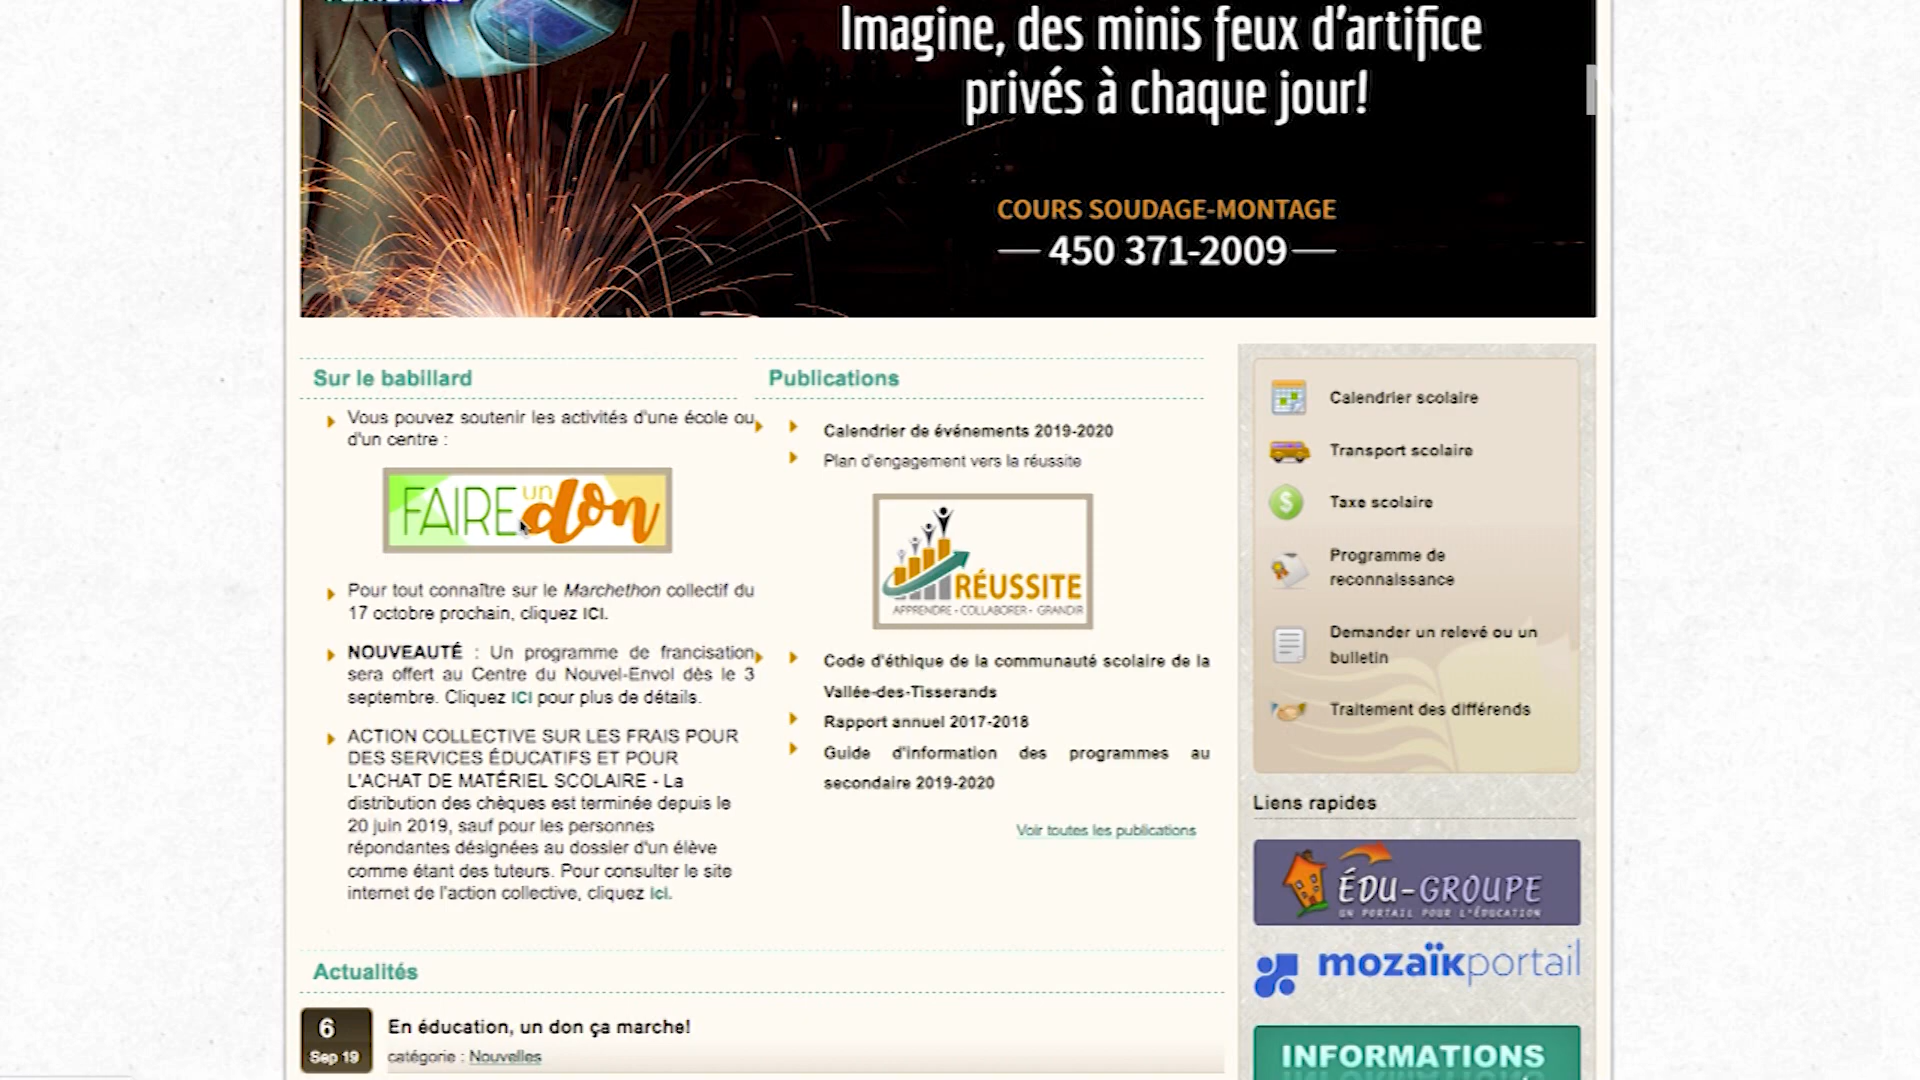 Imagine, des minis feux d'artifice
privés à chaque jour!
COURS SOUDAGE-MONTAGE
450 371-2009
Sur le babillard
Vous pouvez soutenir les activités d'une école ou
d'un centre :
FAIRE un don
Pour tout connaître sur le Marchethon collectif du
17 octobre prochain, cliquez ICI.
NOUVEAUTÉ : Un programme de francisation
sera offert au Centre du Nouvel-Envol dès le 3
septembre. Cliquez ICI pour plus de détails.
ACTION COLLECTIVE SUR LES FRAIS POUR
DES SERVICES ÉDUCATIFS ET POUR
L'ACHAT DE MATÉRIEL SCOLAIRE - La
distribution des chèques est terminée depuis le
20 juin 2019, sauf pour les personnes
répondantes désignées au dossier d'un élève
comme étant des tuteurs. Pour consulter le site
internet de l'action collective, cliquez ici.
Publications
Calendrier de événements 2019-2020
Plan d'engagement vers la réussite
RÉUSSITE
APPRENDRE - COLLABORER - GRANDIR
Code d'éthique de la communauté scolaire de la
Vallée-des-Tisserands
Rapport annuel 2017-2018
Guide d'information des programmes au
secondaire 2019-2020
Voir toutes les publications
Calendrier scolaire
Transport scolaire
Taxe scolaire
Programme de
reconnaissance
Demander un relevé ou un
bulletin
Traitement des différends
Liens rapides
ÉDU-GROUPE
UN PORTAIL POUR L'ÉDUCATION
mozaïkportail
INFORMATIONS
Actualités
6
Sep 19
En éducation, un don ça marche!
catégorie : Nouvelles